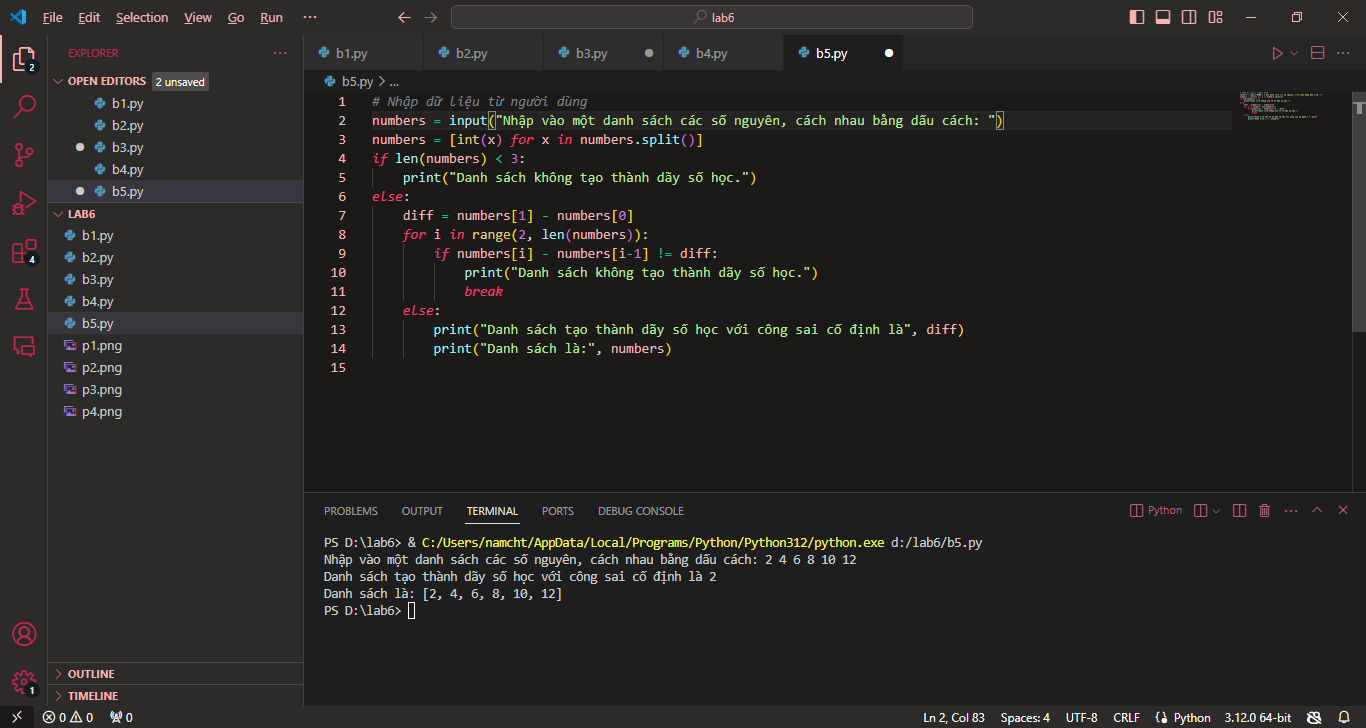 File Edit Selection View Go Run ··· lab6
EXPLORER ···
OPEN EDITORS 2 unsaved
b1.py
b2.py
b3.py
b4.py
b5.py
LAB6
b1.py
b2.py
b3.py
b4.py
b5.py
p1.png
p2.png
p3.png
p4.png
OUTLINE
TIMELINE
2
4
1
b1.py b2.py b3.py b4.py b5.py
b5.py > ...
1 # Nhập dữ liệu từ người dùng
2 numbers = input("Nhập vào một danh sách các số nguyên, cách nhau bằng dấu cách: ")
3 numbers = [int(x) for x in numbers.split()]
4 if len(numbers) < 3:
5 print("Danh sách không tạo thành dãy số học.")
6 else:
7 diff = numbers[1] - numbers[0]
8 for i in range(2, len(numbers)):
9 if numbers[i] - numbers[i-1] != diff:
10 print("Danh sách không tạo thành dãy số học.")
11 break
12 else:
13 print("Danh sách tạo thành dãy số học với công sai cố định là", diff)
14 print("Danh sách là:", numbers)
15
PROBLEMS OUTPUT TERMINAL PORTS DEBUG CONSOLE Python
PS D:\lab6> & C:/Users/namcht/AppData/Local/Programs/Python/Python312/python.exe d:/lab6/b5.py
Nhập vào một danh sách các số nguyên, cách nhau bằng dấu cách: 2 4 6 8 10 12
Danh sách tạo thành dãy số học với công sai cố định là 2
Danh sách là: [2, 4, 6, 8, 10, 12]
PS D:\lab6>
0 0 0 Ln 2, Col 83 Spaces: 4 UTF-8 CRLF Python 3.12.0 64-bit